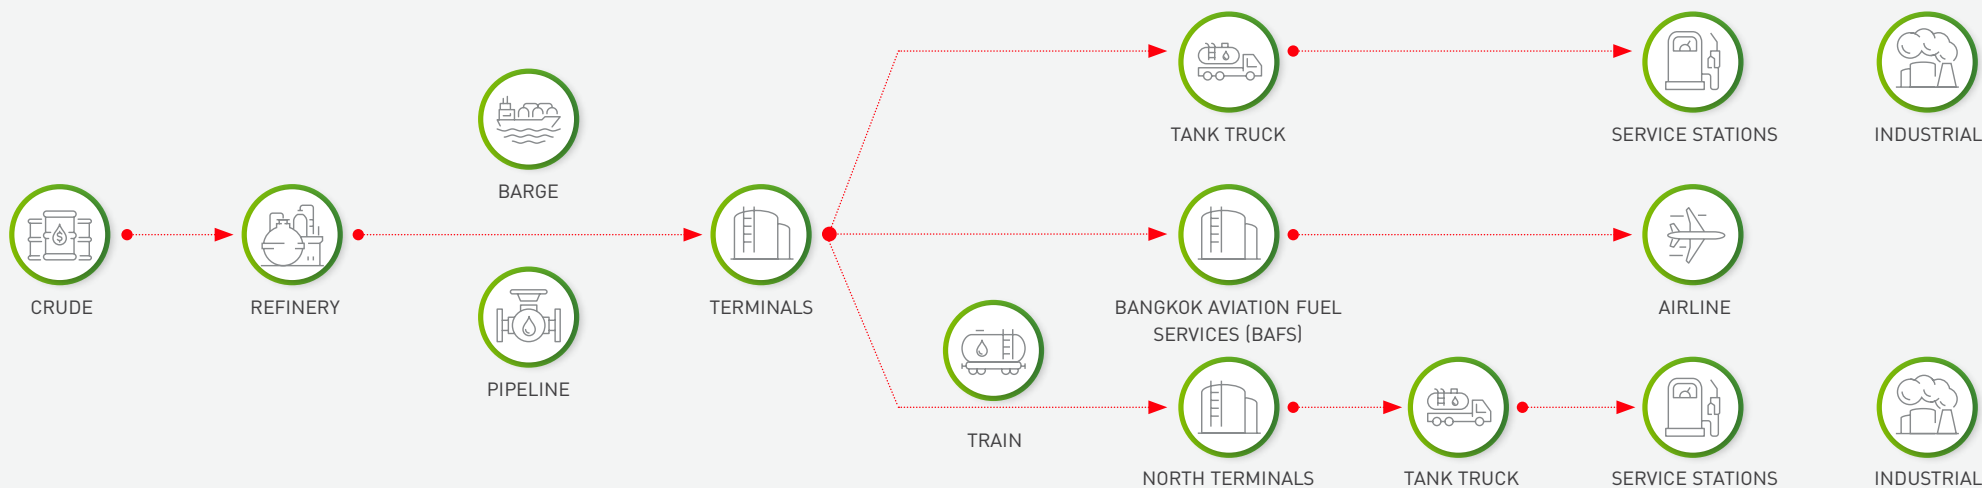 TANK TRUCK
SERVICE STATIONS
INDUSTRIAL
BARGE
CRUDE
REFINERY
TERMINALS
BANGKOK AVIATION FUEL
SERVICES (BAFS)
AIRLINE
PIPELINE
TRAIN
NORTH TERMINALS
TANK TRUCK
SERVICE STATIONS
INDUSTRIAL